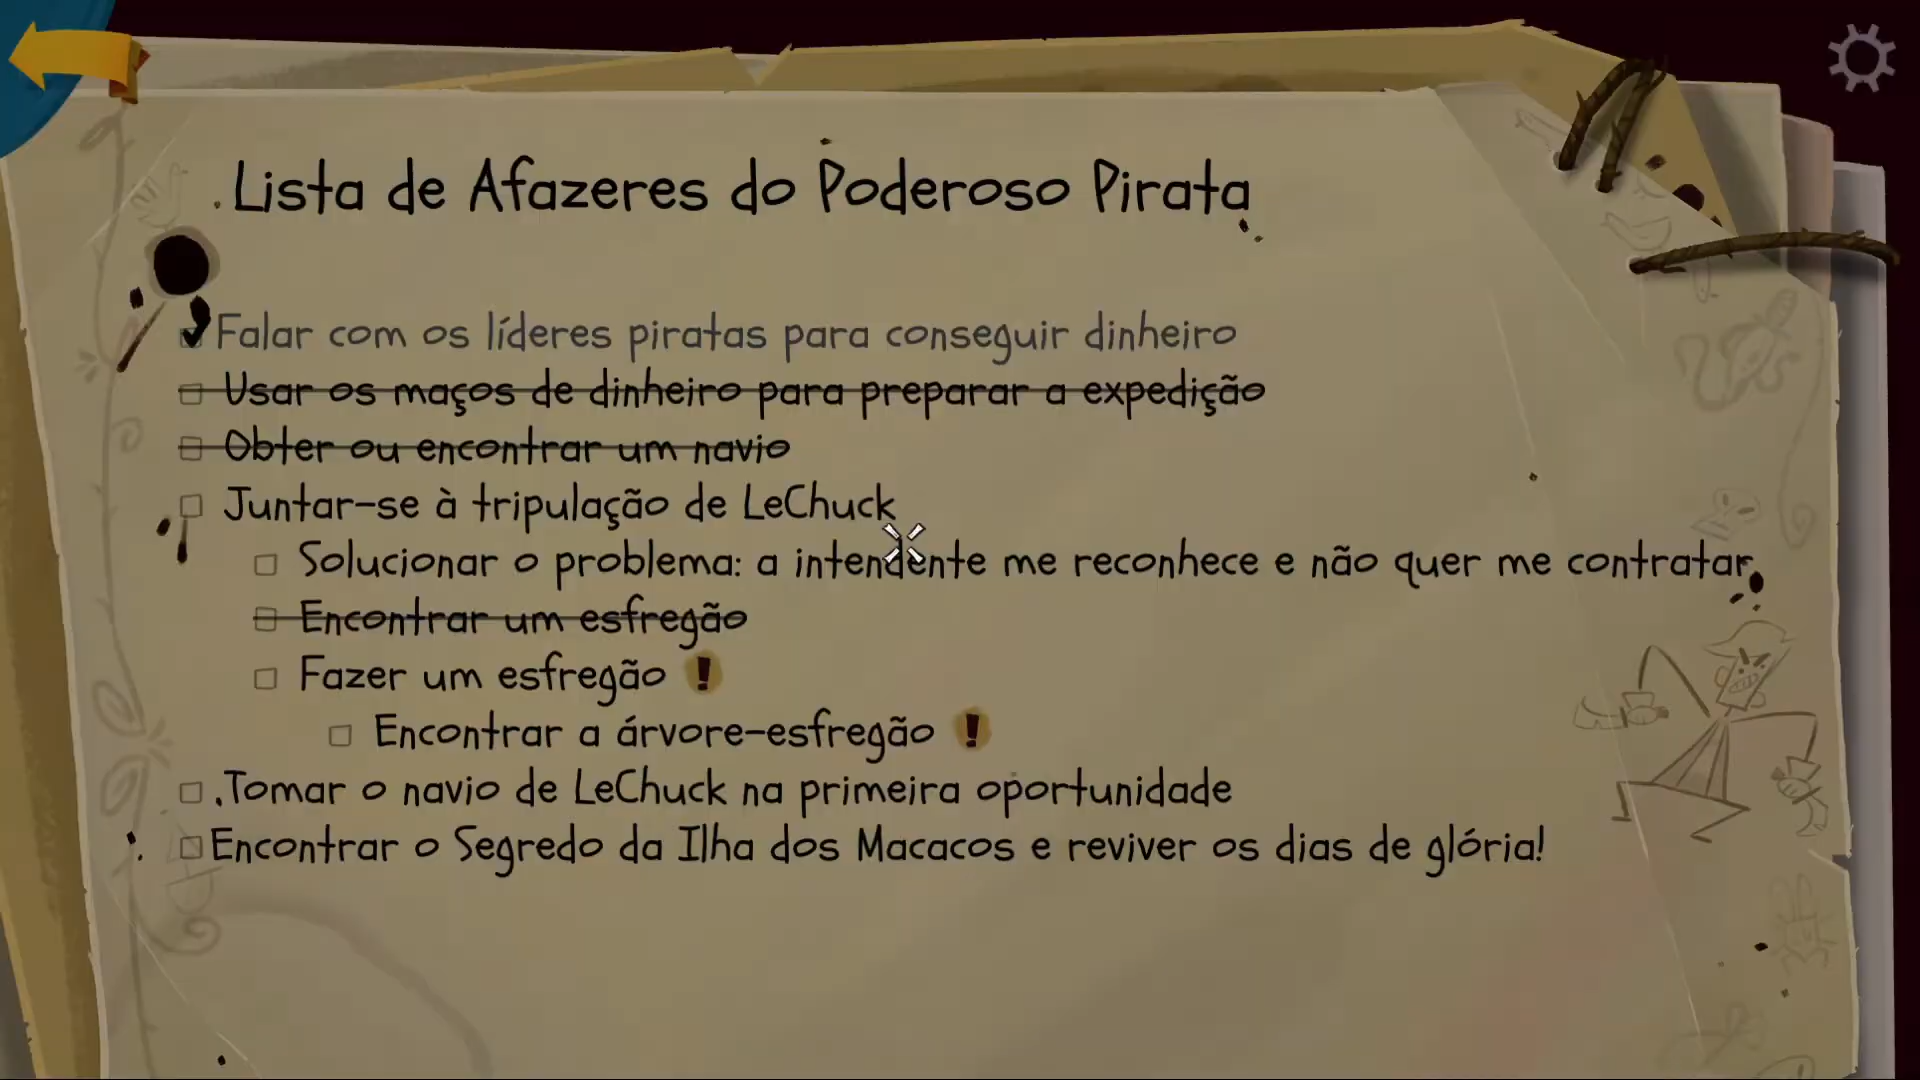 Lista de Afazeres do Poderoso Pirata
Falar com os líderes piratas para conseguir dinheiro
Usar os maços de dinheiro para preparar a expedição
Obter ou encontrar um navio
Juntar-se à tripulação de LeChuck
Solucionar o problema: a intendente me reconhece e não quer me contratar.
Encontrar um esfregão
Fazer um esfregão !
Encontrar a árvore-esfregão !
Tomar o navio de LeChuck na primeira oportunidade
Encontrar o Segredo da Ilha dos Macacos e reviver os dias de glória!